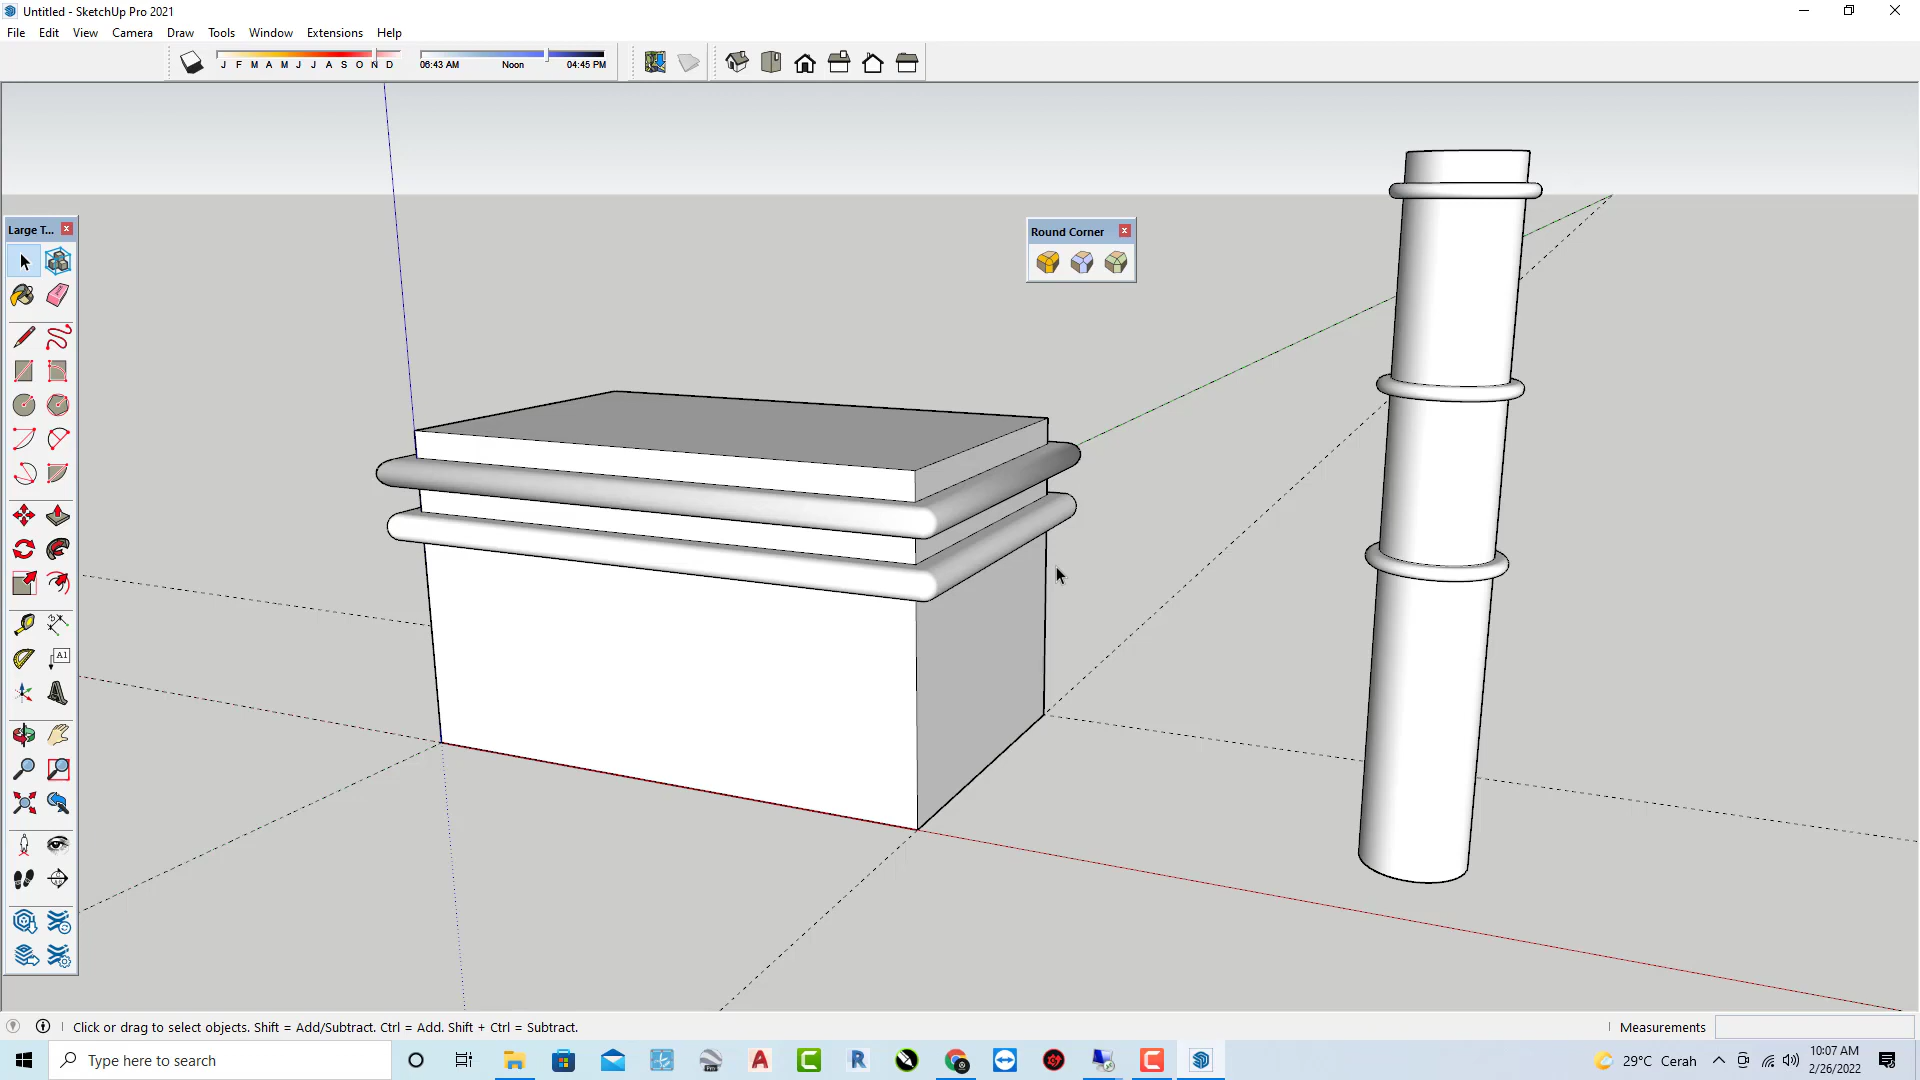 Untitled - SketchUp Pro 2021
File Edit View Camera Draw Tools Window Extensions Help
J F M A M J J A S O N D
06:43 AM Noon 04:45 PM
Large T...
Round Corner
A1
Click or drag to select objects. Shift = Add/Subtract. Ctrl = Add. Shift + Ctrl = Subtract.
Measurements
Type here to search
29°C Cerah
10:07 AM
2/26/2022